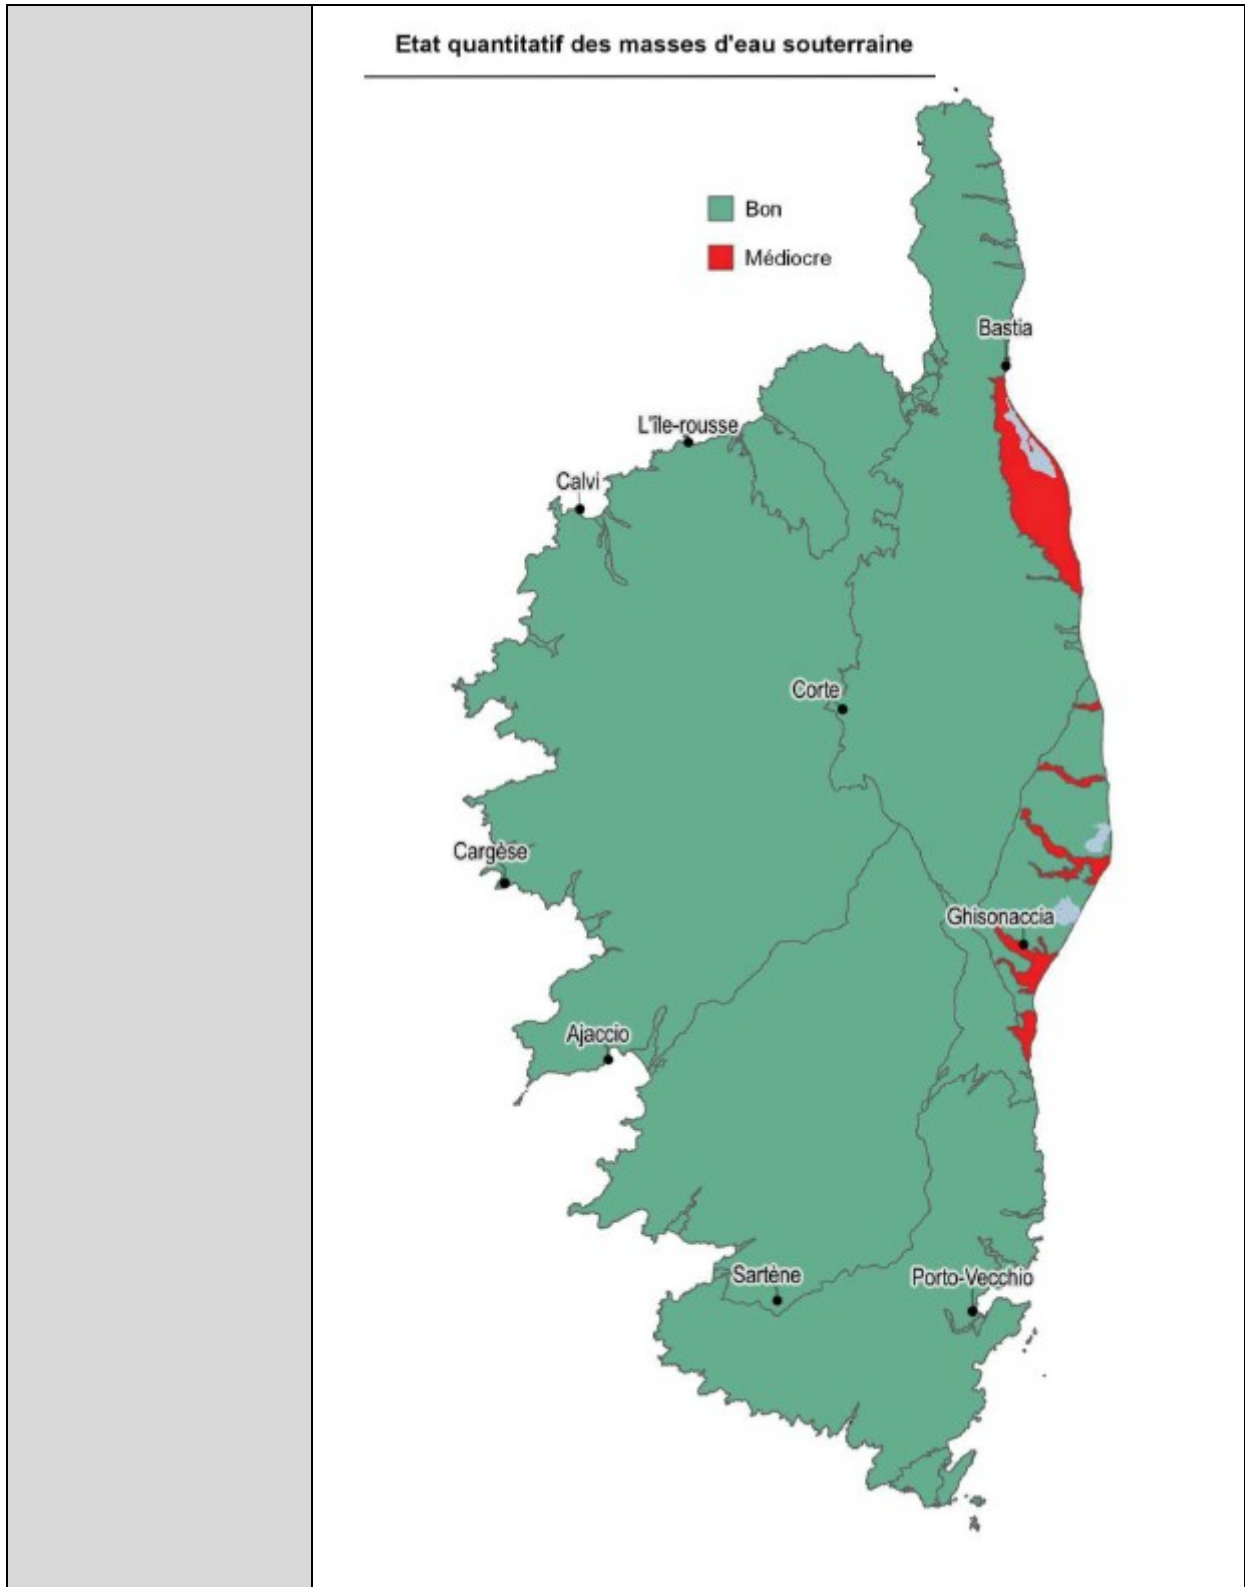 Etat quantitatif des masses d'eau souterraine
Bon
Médiocre
Bastia
L'île-rousse
Calvi
Corte
Cargèse
Ghisonaccia
Ajaccio
Sartène
Porto-Vecchio